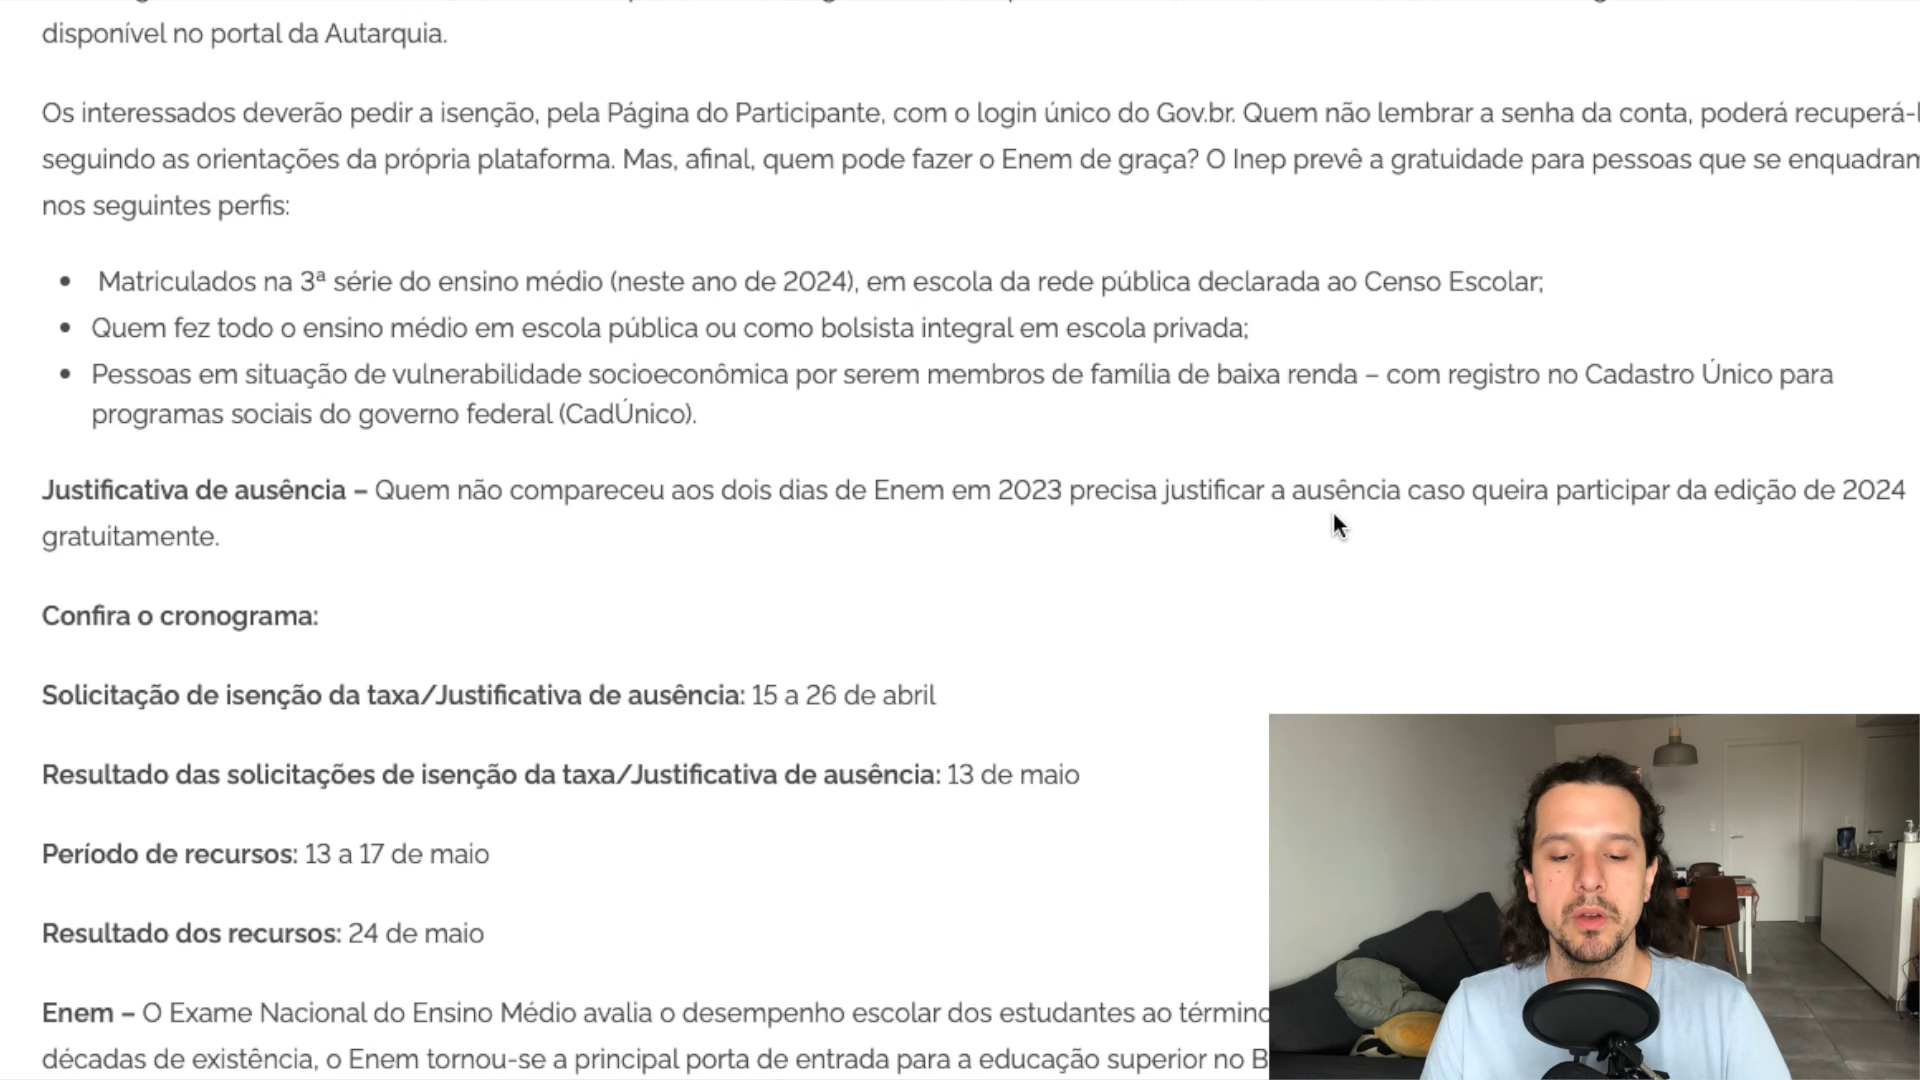 disponível no portal da Autarquia.
Os interessados deverão pedir a isenção, pela Página do Participante, com o login único do Gov.br. Quem não lembrar a senha da conta, poderá
seguindo as orientações da própria plataforma. Mas, afinal, quem pode fazer o Enem de graça? O Inep prevê a gratuidade para pessoas que se enquadram
nos seguintes perfis:
• Matriculados na 3ª série do ensino médio (neste ano de 2024), em escola da rede pública declarada ao Censo Escolar;
• Quem fez todo o ensino médio em escola pública ou como bolsista integral em escola privada;
• Pessoas em situação de vulnerabilidade socioeconômica por serem membros de família de baixa renda – com registro no Cadastro Único para
programas sociais do governo federal (CadÚnico).
Justificativa de ausência – Quem não compareceu aos dois dias de Enem em 2023 precisa justificar a ausência caso queira participar da edição de 2024
gratuitamente.
Confira o cronograma:
Solicitação de isenção da taxa/Justificativa de ausência: 15 a 26 de abril
Resultado das solicitações de isenção da taxa/Justificativa de ausência: 13 de maio
Período de recursos: 13 a 17 de maio
Resultado dos recursos: 24 de maio
Enem – O Exame Nacional do Ensino Médio avalia o desempenho escolar dos estudantes ao término
décadas de existência, o Enem tornou-se a principal porta de entrada para a educação superior no B